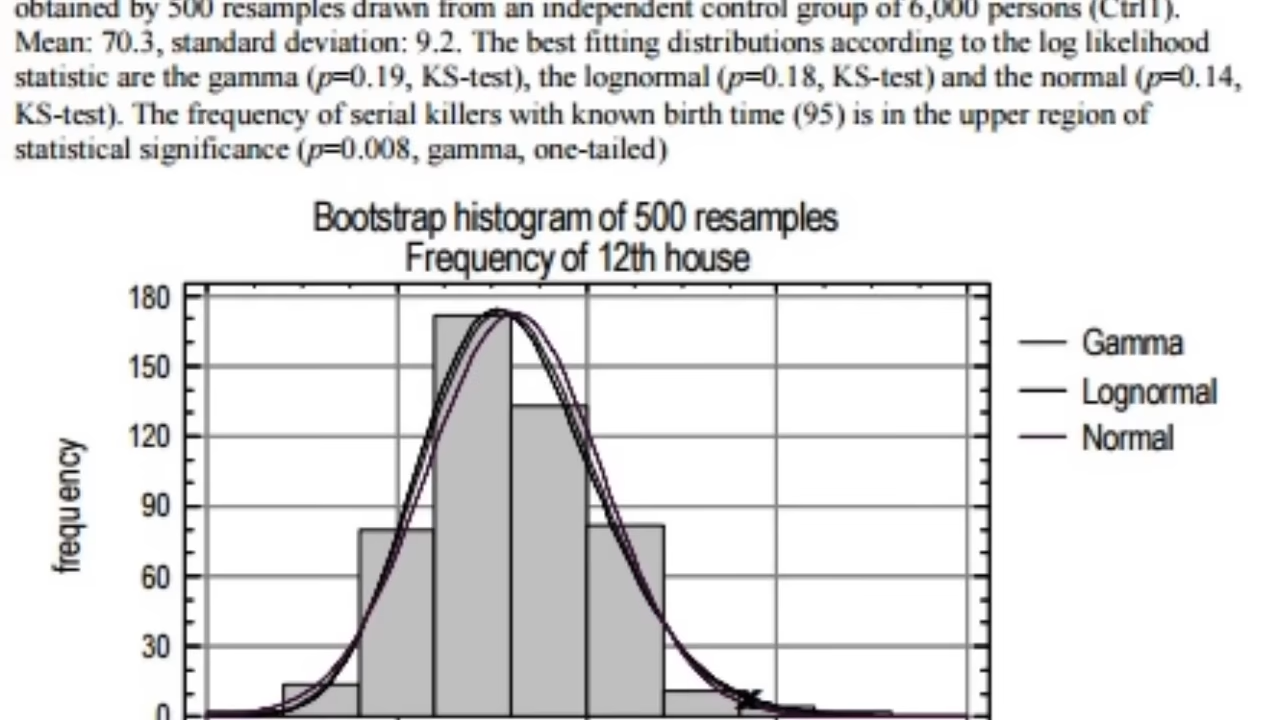 obtained by 500 resamples drawn from an independent control group of 6,000 persons (Ctrl1).
Mean: 70.3, standard deviation: 9.2. The best fitting distributions according to the log likelihood
statistic are the gamma (p=0.19, KS-test), the lognormal (p=0.18, KS-test) and the normal (p=0.14,
KS-test). The frequency of serial killers with known birth time (95) is in the upper region of
statistical significance (p=0.008, gamma, one-tailed)
Bootstrap histogram of 500 resamples
Frequency of 12th house
180
150
120
90
60
30
0
frequency
Gamma
Lognormal
Normal